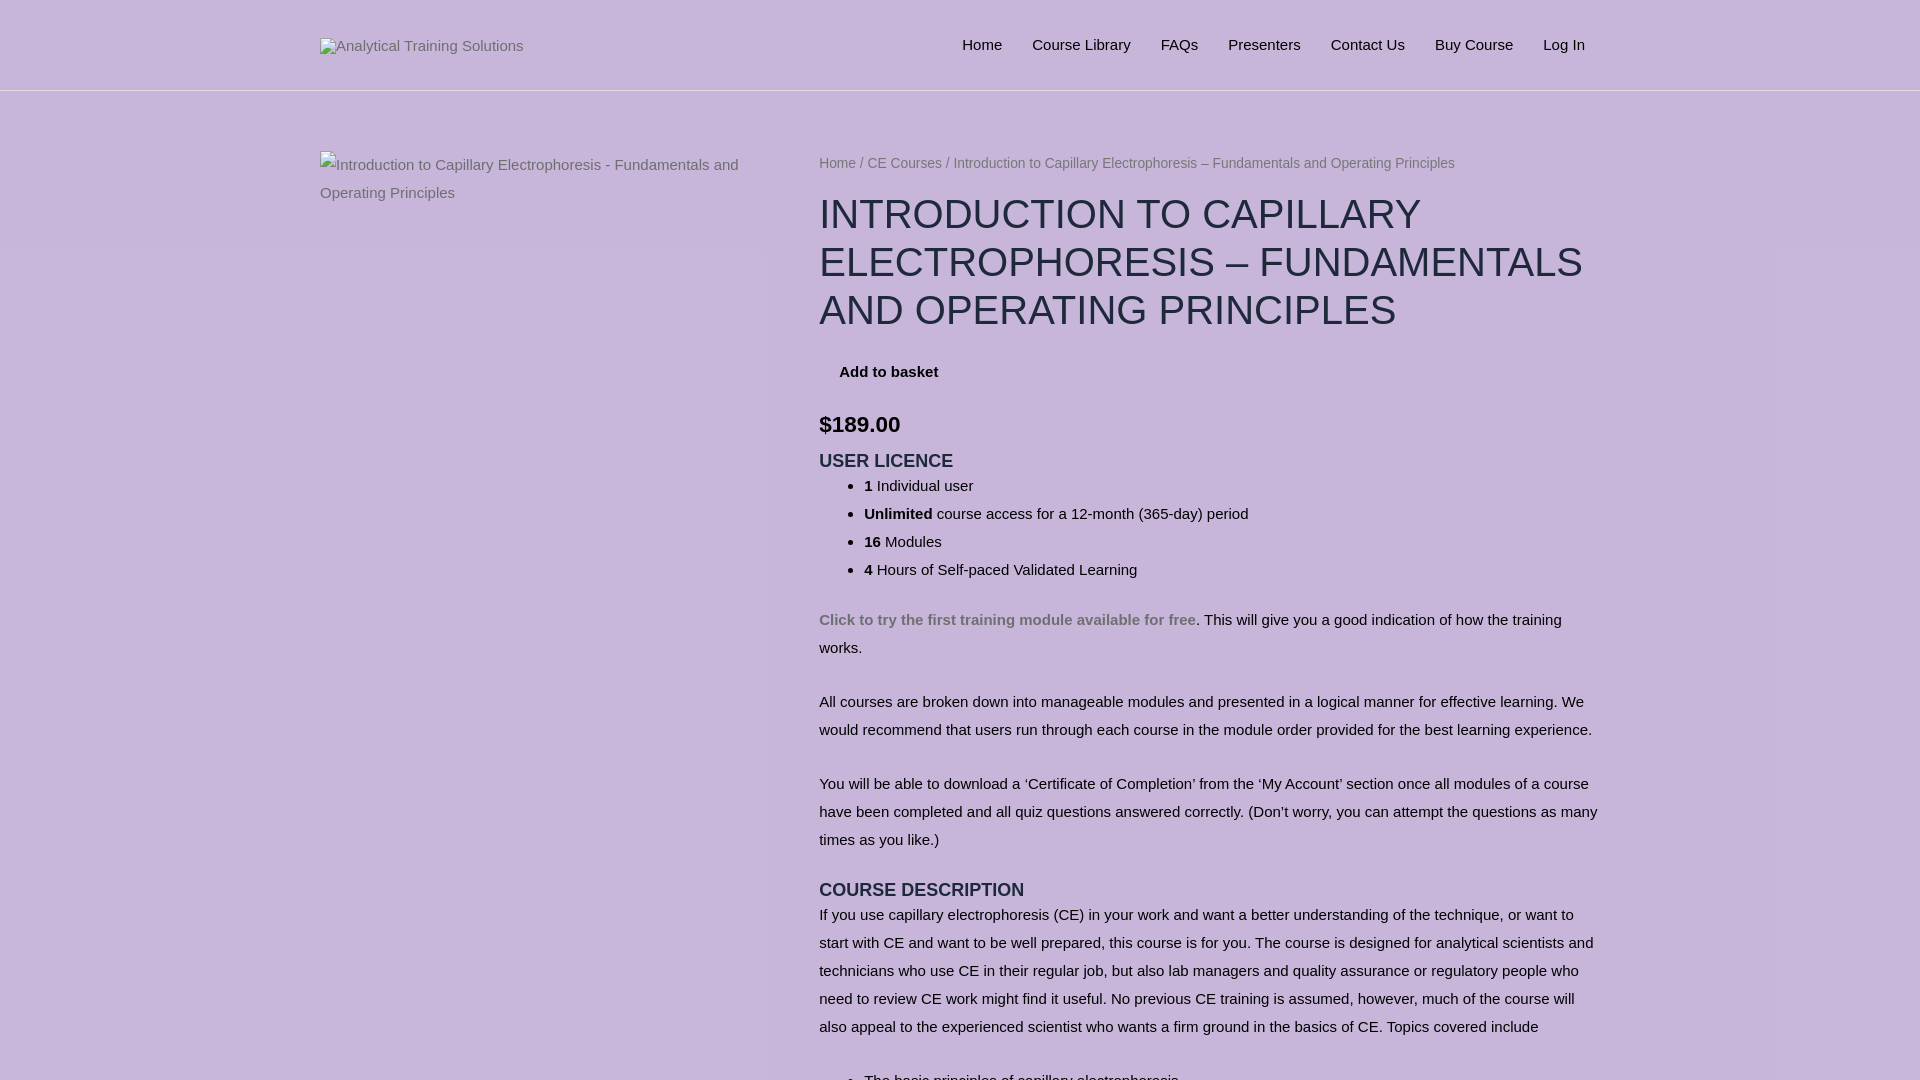 Analytical Training Solutions
Home Course Library FAQs Presenters Contact Us Buy Course Log In
Introduction to Capillary Electrophoresis - Fundamentals and
Operating Principles
Home / CE Courses / Introduction to Capillary Electrophoresis – Fundamentals and Operating Principles
INTRODUCTION TO CAPILLARY
ELECTROPHORESIS – FUNDAMENTALS
AND OPERATING PRINCIPLES
Add to basket
$189.00
USER LICENCE
• 1 Individual user
• Unlimited course access for a 12-month (365-day) period
• 16 Modules
• 4 Hours of Self-paced Validated Learning
Click to try the first training module available for free. This will give you a good indication of how the training
works.
All courses are broken down into manageable modules and presented in a logical manner for effective learning. We
would recommend that users run through each course in the module order provided for the best learning experience.
You will be able to download a ‘Certificate of Completion’ from the ‘My Account’ section once all modules of a course
have been completed and all quiz questions answered correctly. (Don’t worry, you can attempt the questions as many
times as you like.)
COURSE DESCRIPTION
If you use capillary electrophoresis (CE) in your work and want a better understanding of the technique, or want to
start with CE and want to be well prepared, this course is for you. The course is designed for analytical scientists and
technicians who use CE in their regular job, but also lab managers and quality assurance or regulatory people who
need to review CE work might find it useful. No previous CE training is assumed, however, much of the course will
also appeal to the experienced scientist who wants a firm ground in the basics of CE. Topics covered include
• The basic principles of capillary electrophoresis